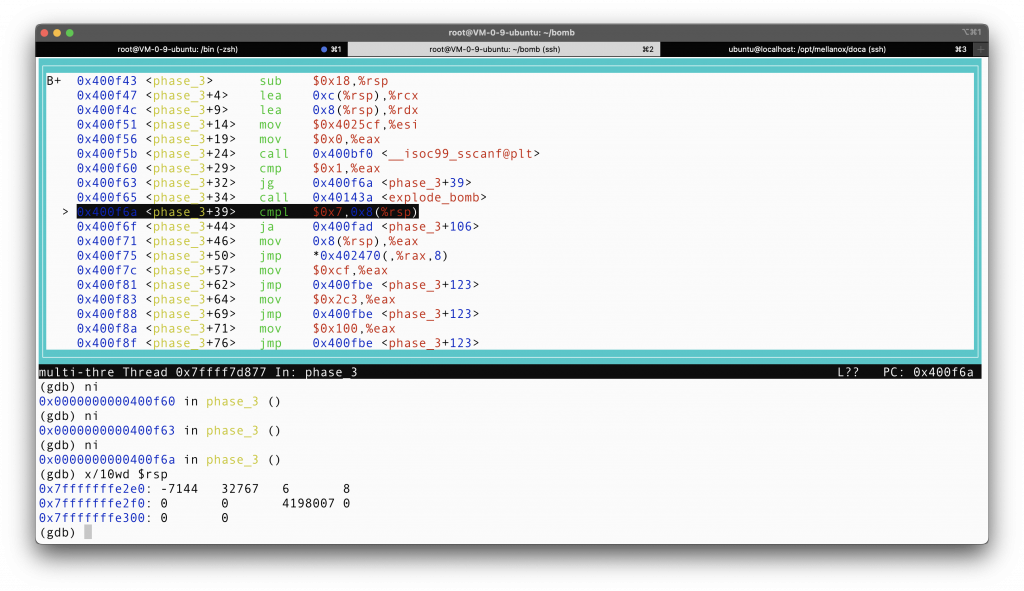 root@VM-0-9-ubuntu: ~/bomb
⌥⌘1
root@VM-0-9-ubuntu: /bin (-zsh) ⌘1
root@VM-0-9-ubuntu: ~/bomb (ssh) ⌘2
ubuntu@localhost: /opt/mellanox/doca (ssh) ⌘3 +
B+ 0x400f43 <phase_3> sub $0x18,%rsp
0x400f47 <phase_3+4> lea 0xc(%rsp),%rcx
0x400f4c <phase_3+9> lea 0x8(%rsp),%rdx
0x400f51 <phase_3+14> mov $0x4025cf,%esi
0x400f56 <phase_3+19> mov $0x0,%eax
0x400f5b <phase_3+24> call 0x400bf0 <__isoc99_sscanf@plt>
0x400f60 <phase_3+29> cmp $0x1,%eax
0x400f63 <phase_3+32> jg 0x400f6a <phase_3+39>
0x400f65 <phase_3+34> call 0x40143a <explode_bomb>
> 0x400f6a <phase_3+39> cmpl $0x7,0x8(%rsp)
0x400f6f <phase_3+44> ja 0x400fad <phase_3+106>
0x400f71 <phase_3+46> mov 0x8(%rsp),%eax
0x400f75 <phase_3+50> jmp *0x402470(,%rax,8)
0x400f7c <phase_3+57> mov $0xcf,%eax
0x400f81 <phase_3+62> jmp 0x400fbe <phase_3+123>
0x400f83 <phase_3+64> mov $0x2c3,%eax
0x400f88 <phase_3+69> jmp 0x400fbe <phase_3+123>
0x400f8a <phase_3+71> mov $0x100,%eax
0x400f8f <phase_3+76> jmp 0x400fbe <phase_3+123>
multi-thre Thread 0x7ffff7d877 In: phase_3 L?? PC: 0x400f6a
(gdb) ni
0x0000000000400f60 in phase_3 ()
(gdb) ni
0x0000000000400f63 in phase_3 ()
(gdb) ni
0x0000000000400f6a in phase_3 ()
(gdb) x/10wd $rsp
0x7fffffffe2e0: -7144 32767 6 8
0x7fffffffe2f0: 0 0 4198007 0
0x7fffffffe300: 0 0
(gdb)